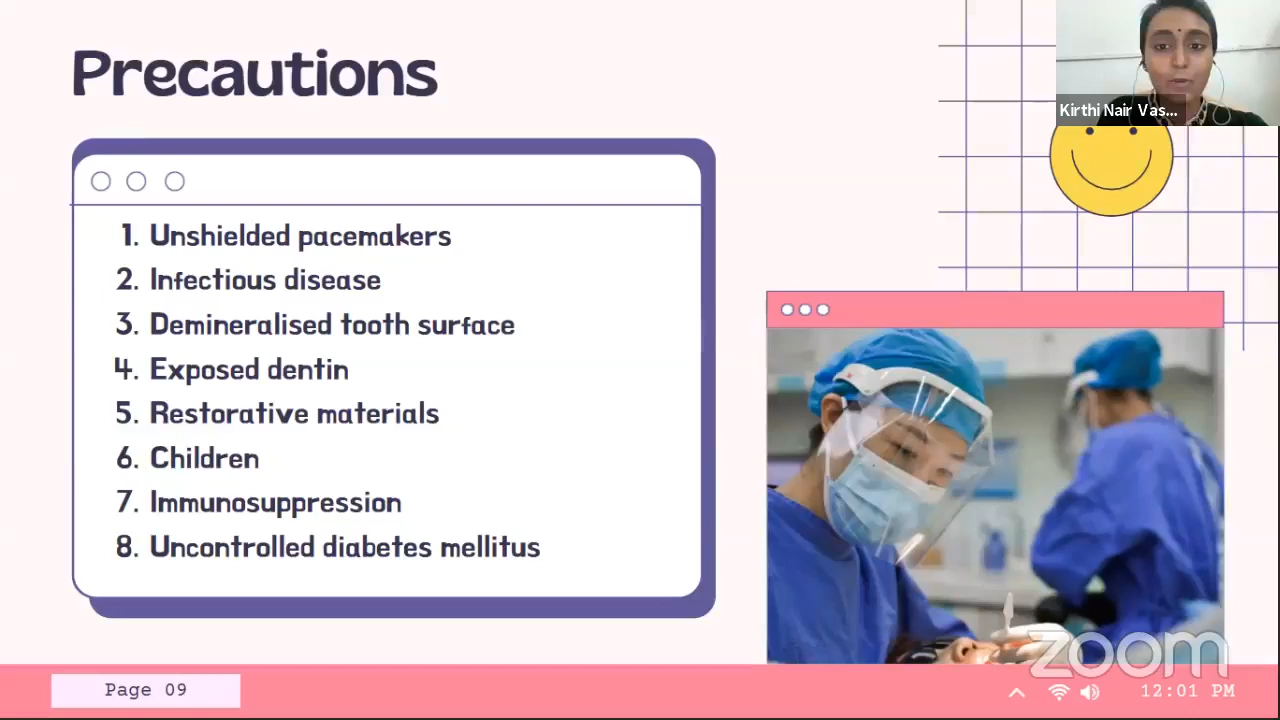 Precautions
Kirthi Nair Vas...
1. Unshielded pacemakers
2. Infectious disease
3. Demineralised tooth surface
4. Exposed dentin
5. Restorative materials
6. Children
7. Immunosuppression
8. Uncontrolled diabetes mellitus
zoom
Page 09
12:01 PM